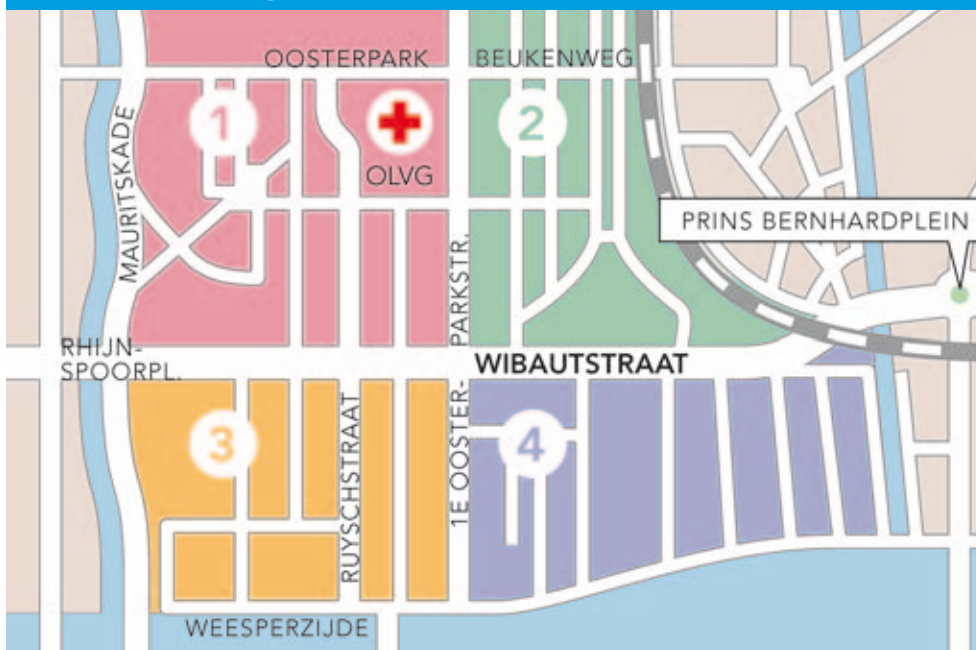 OOSTERPARK
BEUKENWEG
1
2
OLVG
MAURITSKADE
PRINS BERNHARDPLEIN
PARKSTR.
RHIJN-
SPOORPL.
WIBAUTSTRAAT
3
RUYSCHSTRAAT
1E OOSTER-
4
WEESPERZIJDE